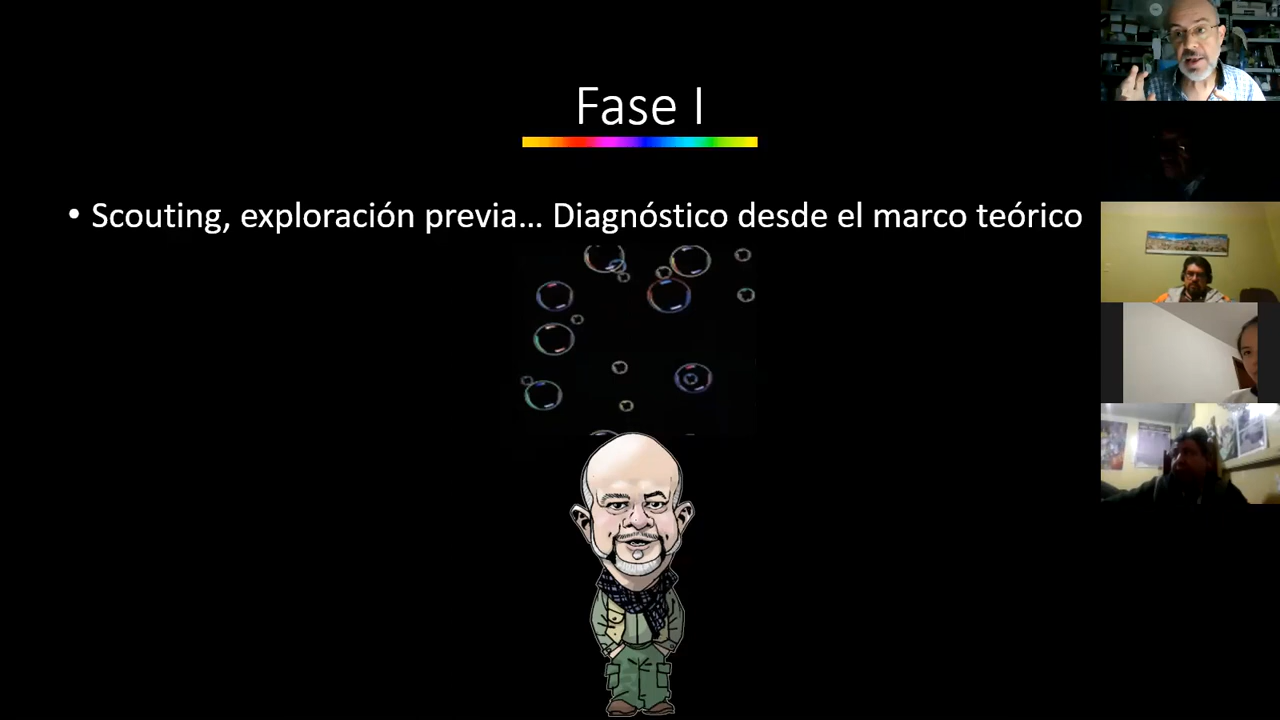 Fase I
• Scouting, exploración previa... Diagnóstico desde el marco teórico